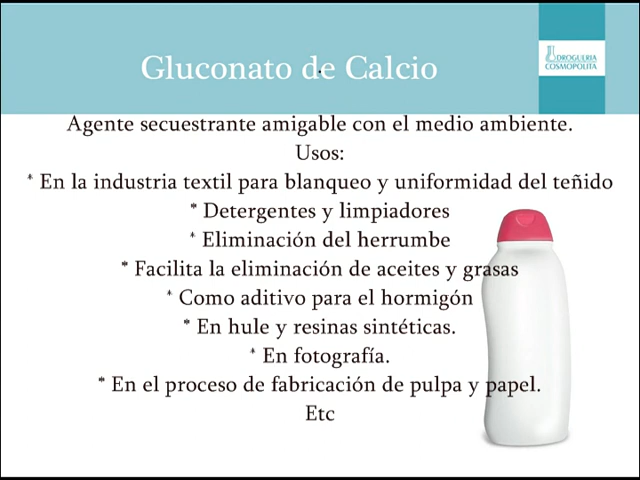 Gluconato de Calcio
DROGUERIA
COSMOPOLITA
Agente secuestrante amigable con el medio ambiente.
Usos:
* En la industria textil para blanqueo y uniformidad del teñido
* Detergentes y limpiadores
* Eliminación del herrumbe
* Facilita la eliminación de aceites y grasas
* Como aditivo para el hormigón
* En hule y resinas sintéticas.
* En fotografía.
* En el proceso de fabricación de pulpa y papel.
Etc